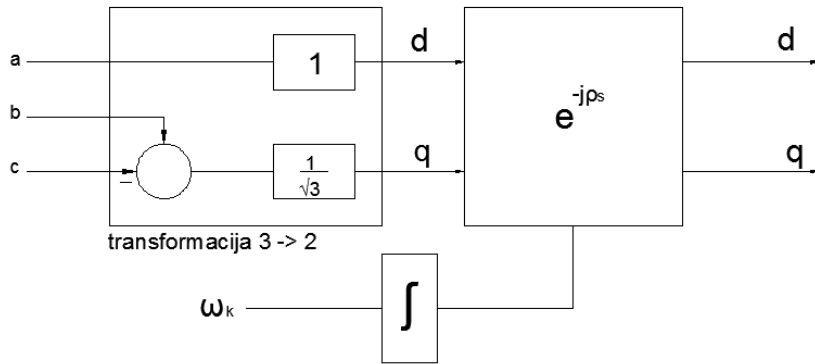 a
1
d
d
b
e^-jρs
c
–
1
√3
q
q
transformacija 3 -> 2
ωk
∫